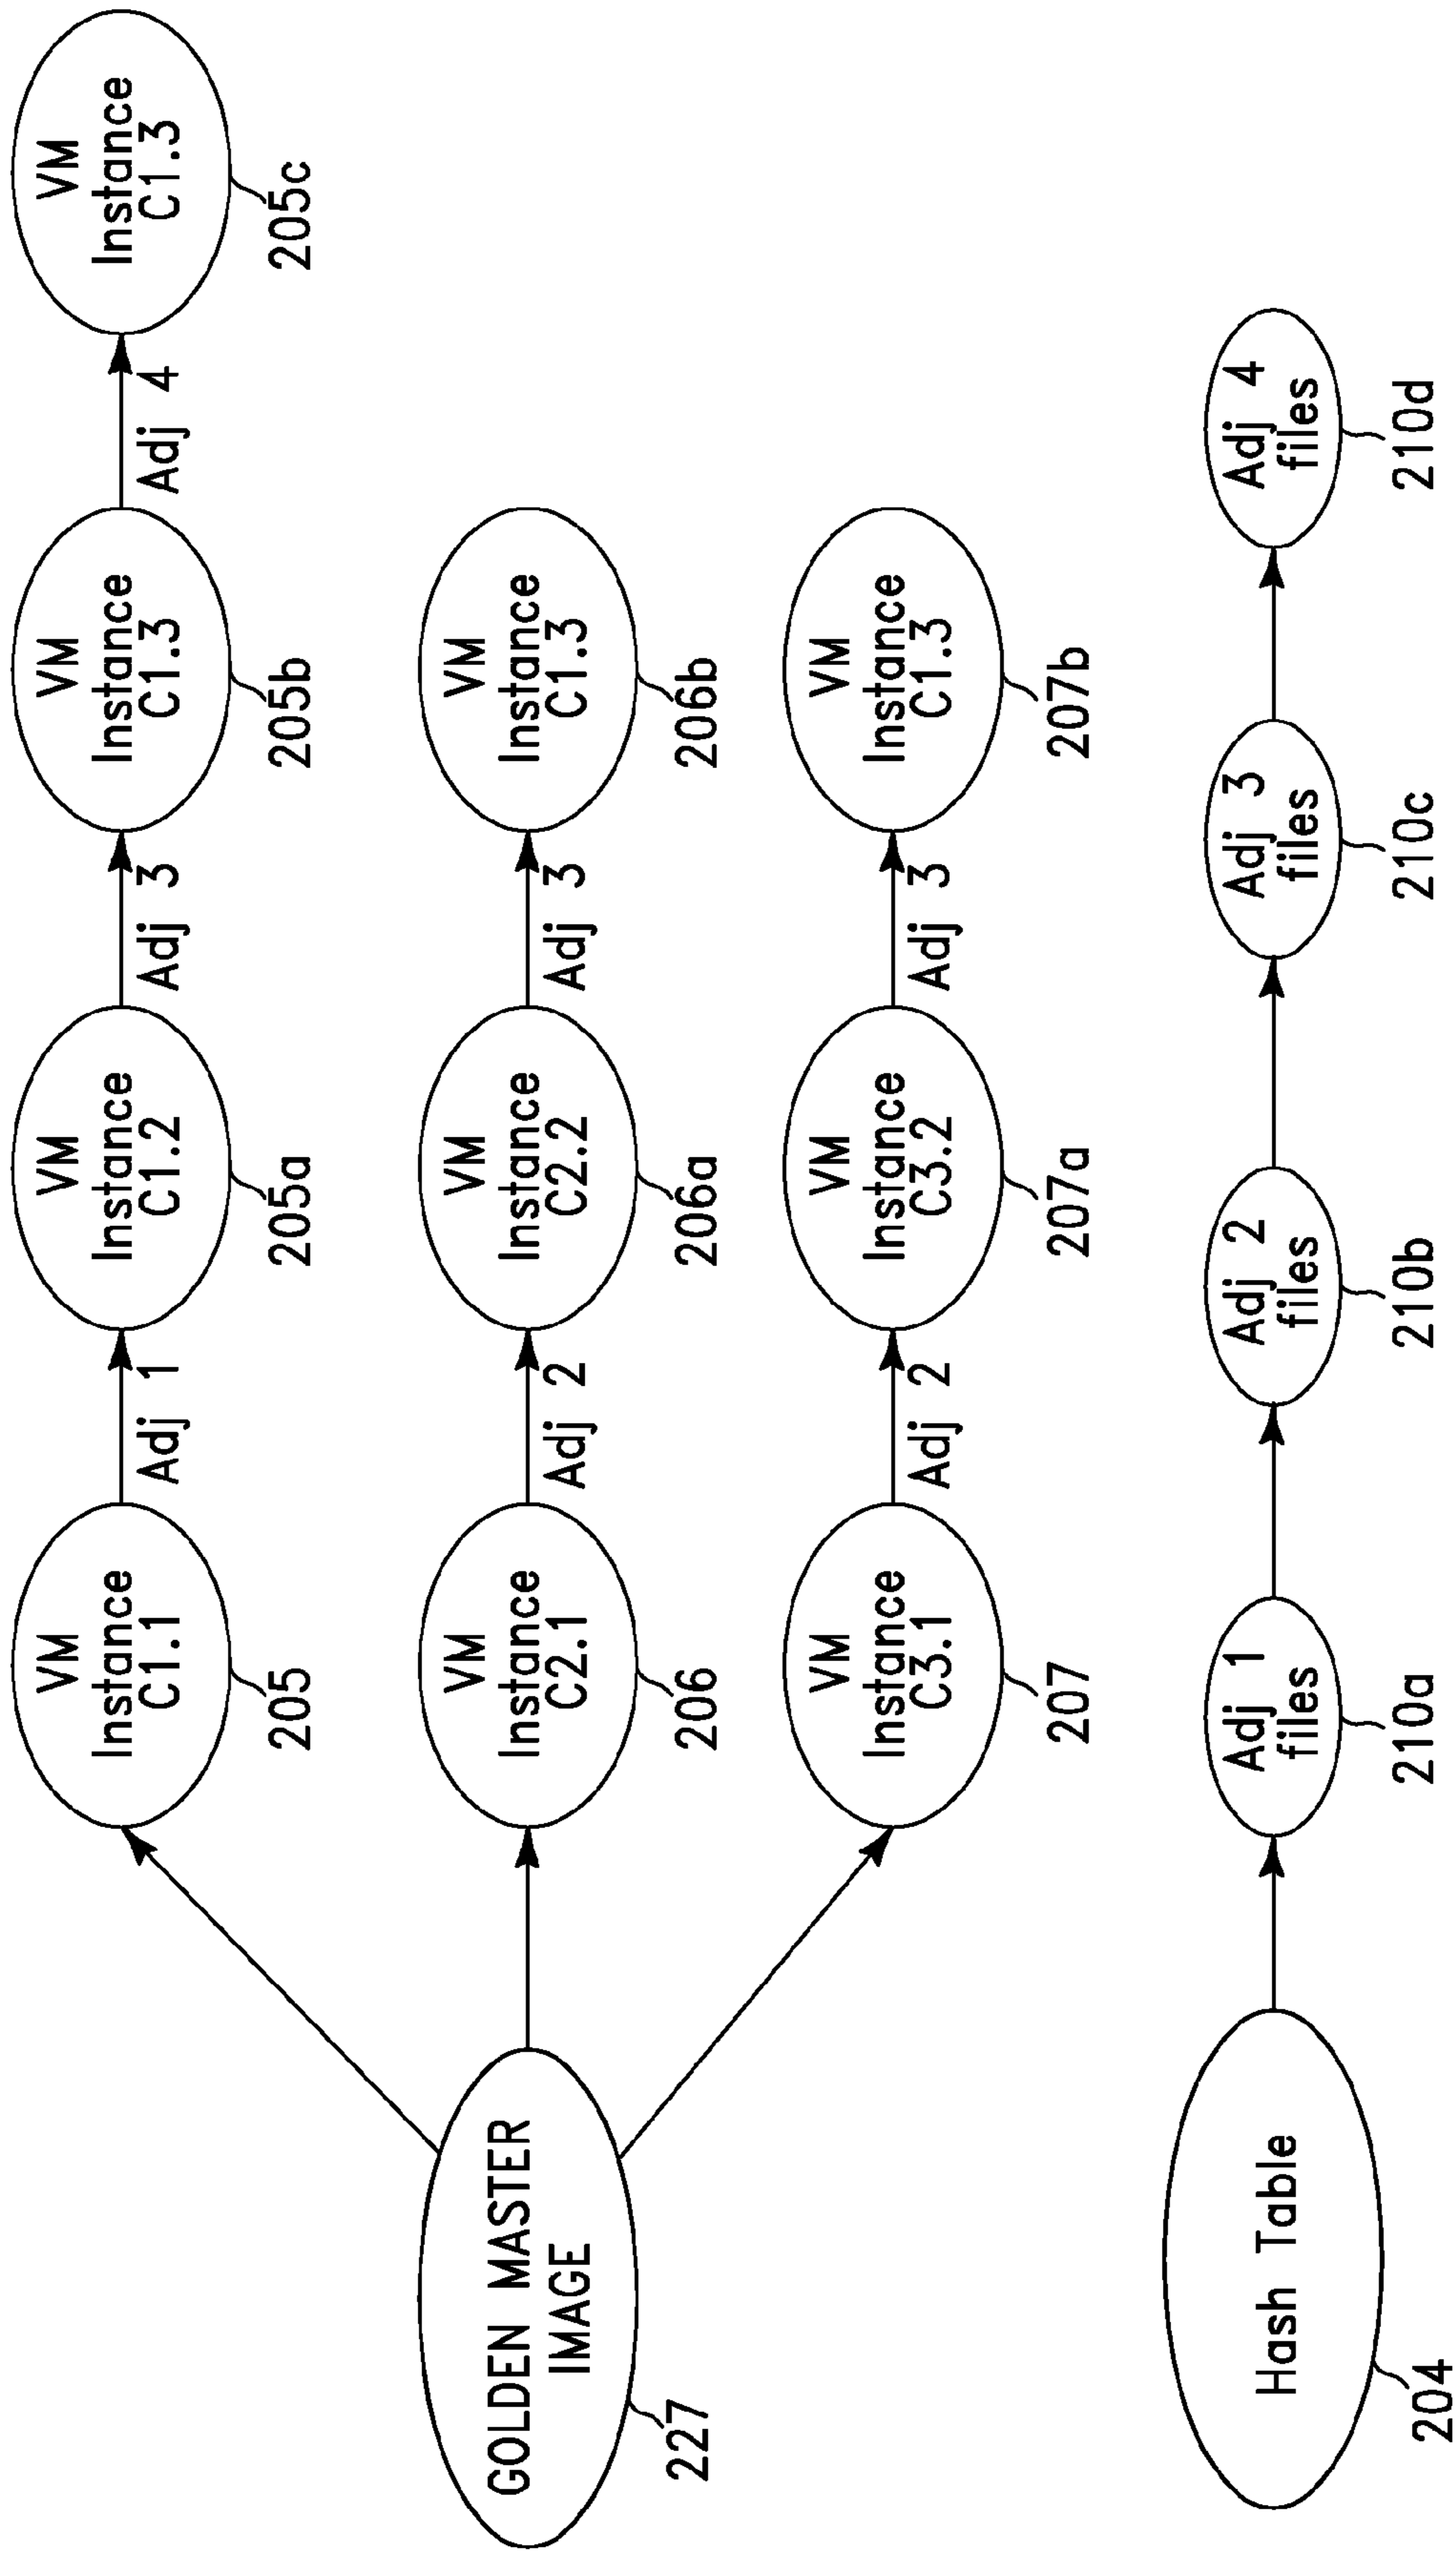 GOLDEN MASTER
IMAGE
227
VM
Instance
C1.1
205
Adj 1
VM
Instance
C1.2
205a
Adj 3
VM
Instance
C1.3
205b
Adj 4
VM
Instance
C1.3
205c
VM
Instance
C2.1
206
Adj 2
VM
Instance
C2.2
206a
Adj 3
VM
Instance
C1.3
206b
VM
Instance
C3.1
207
Adj 2
VM
Instance
C3.2
207a
Adj 3
VM
Instance
C1.3
207b
Hash Table
204
Adj 1
files
210a
Adj 2
files
210b
Adj 3
files
210c
Adj 4
files
210d